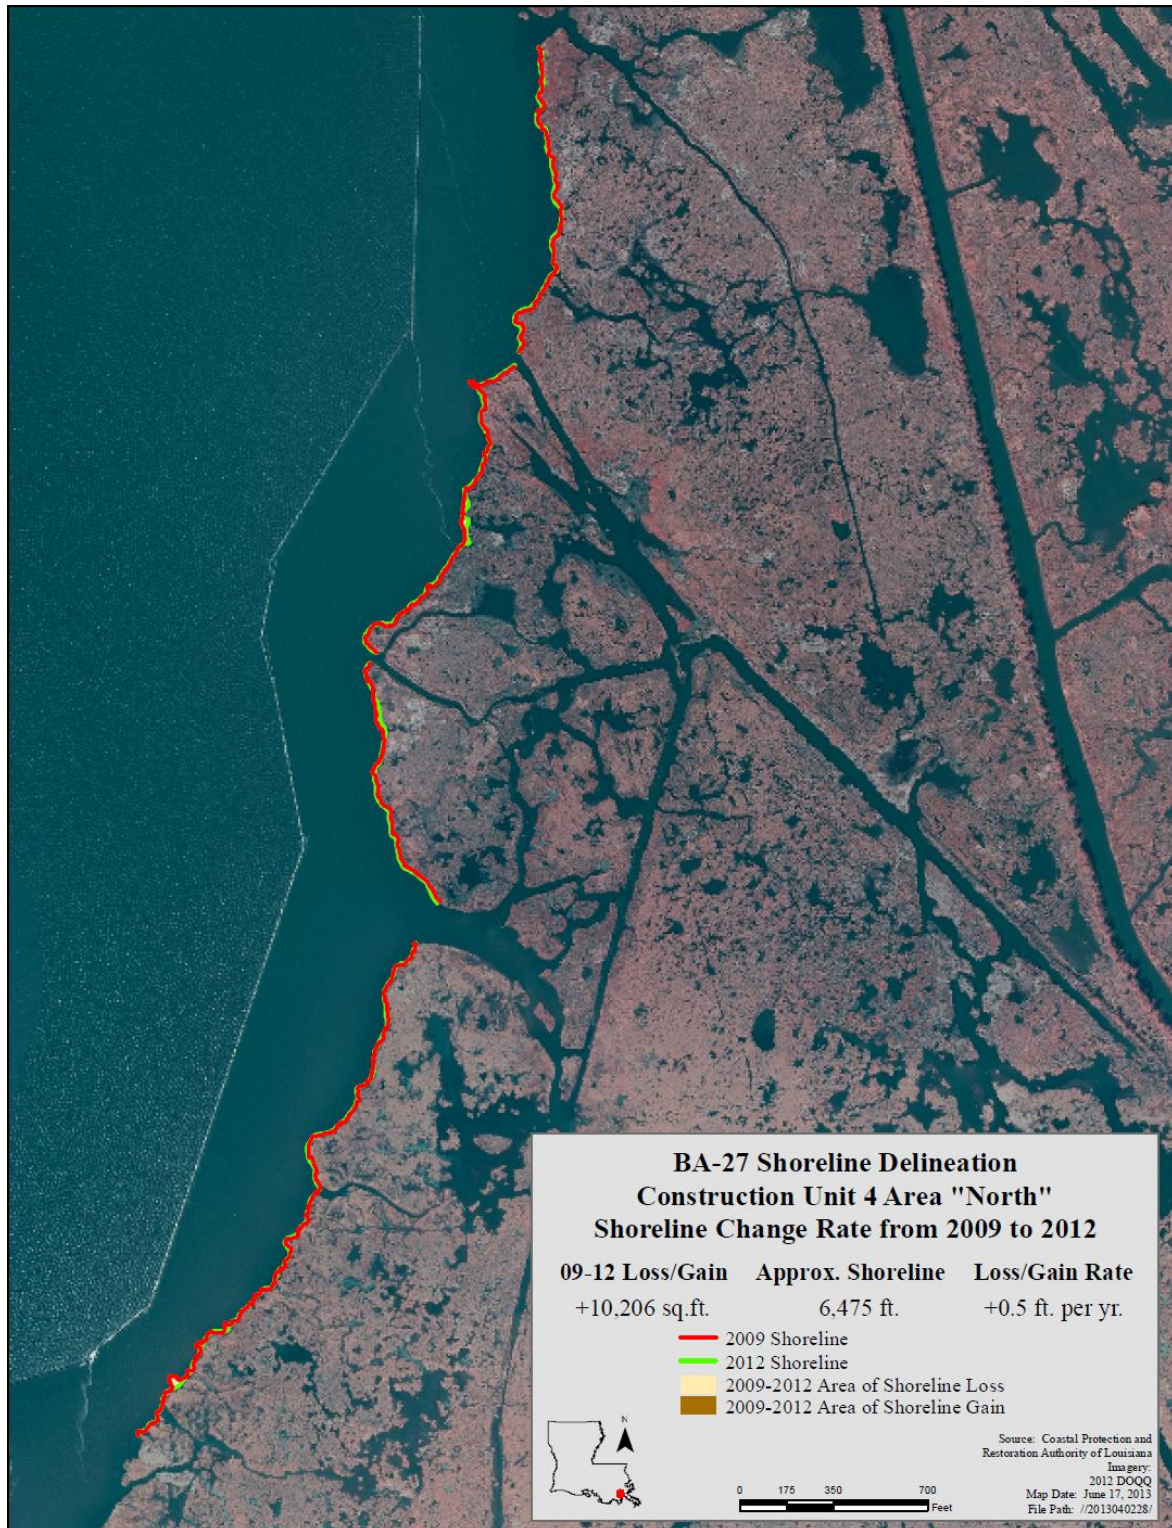 BA-27 Shoreline Delineation
Construction Unit 4 Area "North"
Shoreline Change Rate from 2009 to 2012
09-12 Loss/Gain Approx. Shoreline Loss/Gain Rate
+10,206 sq.ft. 6,475 ft. +0.5 ft. per yr.
2009 Shoreline
2012 Shoreline
2009-2012 Area of Shoreline Loss
2009-2012 Area of Shoreline Gain
N
Source: Coastal Protection and
Restoration Authority of Louisiana
Imagery:
2012 DOQQ
Map Date: June 17, 2013
File Path: //2013040228/
0 175 350 700
Feet